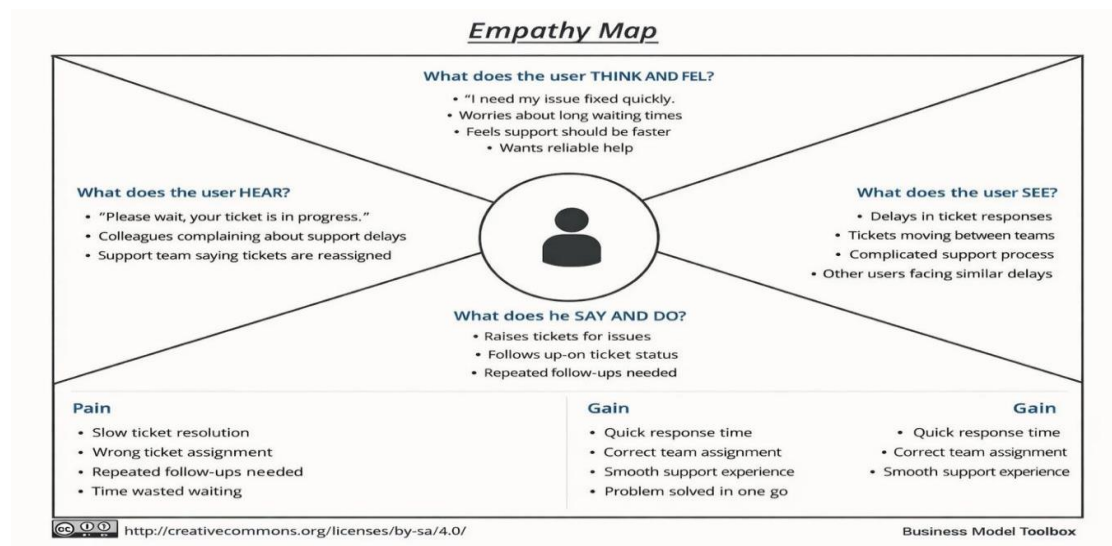 Empathy Map
What does the user THINK AND FEL?
• "I need my issue fixed quickly.
• Worries about long waiting times
• Feels support should be faster
• Wants reliable help
What does the user HEAR?
• "Please wait, your ticket is in progress."
• Colleagues complaining about support delays
• Support team saying tickets are reassigned
What does the user SEE?
• Delays in ticket responses
• Tickets moving between teams
• Complicated support process
• Other users facing similar delays
What does he SAY AND DO?
• Raises tickets for issues
• Follows up-on ticket status
• Repeated follow-ups needed
Pain
• Slow ticket resolution
• Wrong ticket assignment
• Repeated follow-ups needed
• Time wasted waiting
Gain
• Quick response time
• Correct team assignment
• Smooth support experience
• Problem solved in one go
Gain
• Quick response time
• Correct team assignment
• Smooth support experience
cc http://creativecommons.org/licenses/by-sa/4.0/
Business Model Toolbox